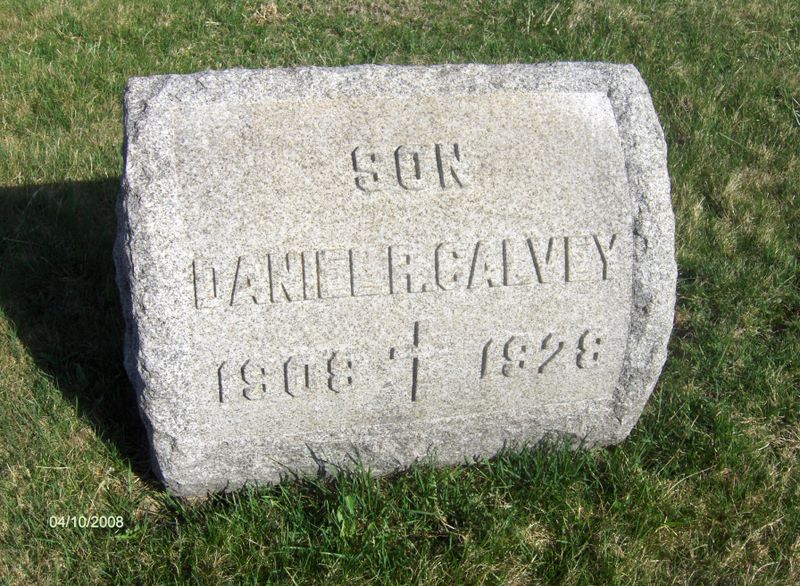 SON
DANIEL R. CALVEY
1908 1928
04/10/2008